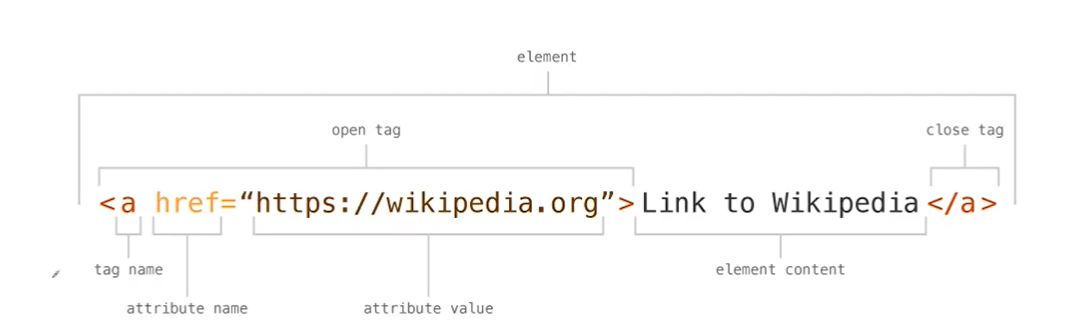 element
open tag
close tag
<a href=“https://wikipedia.org”>Link to Wikipedia</a>
tag name
element content
attribute name
attribute value